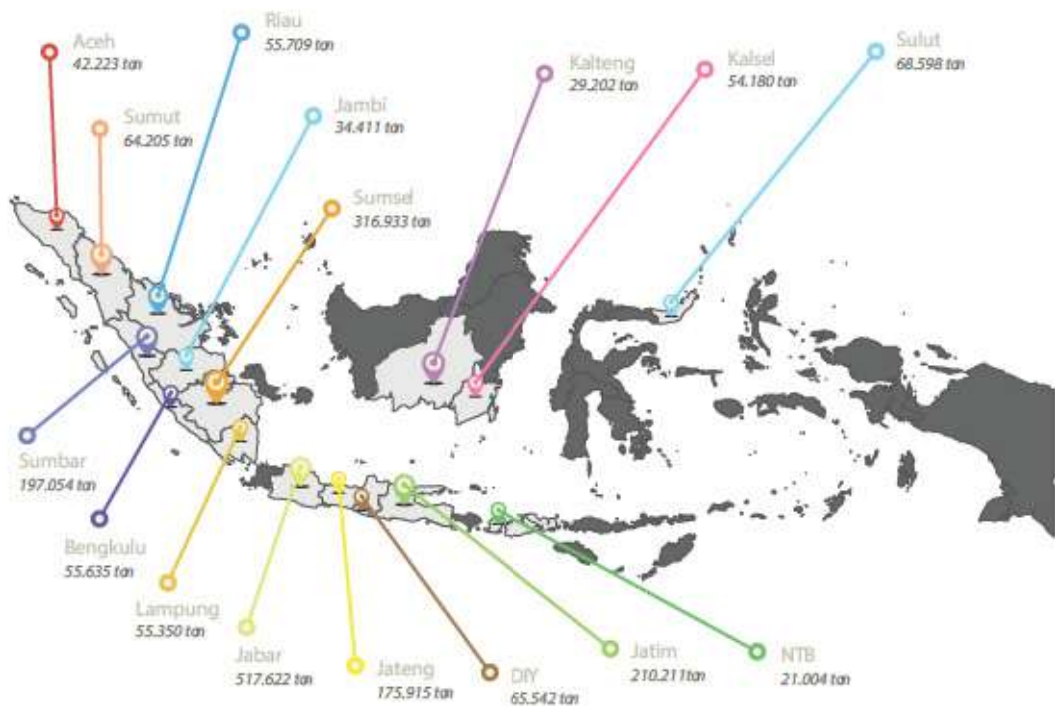 Aceh
42.223 ton
Riau
55.709 ton
Sumut
64.205 ton
Jambi
34.411 ton
Sumsel
316.933 ton
Kalteng
29.202 ton
Kalsel
54.180 ton
Sulut
68.598 ton
Sumbar
197.054 ton
Bengkulu
55.635 ton
Lampung
55.350 ton
Jabar
517.622 ton
Jateng
175.915 ton
DIY
65.542 ton
Jatim
210.211ton
NTB
21.004 ton